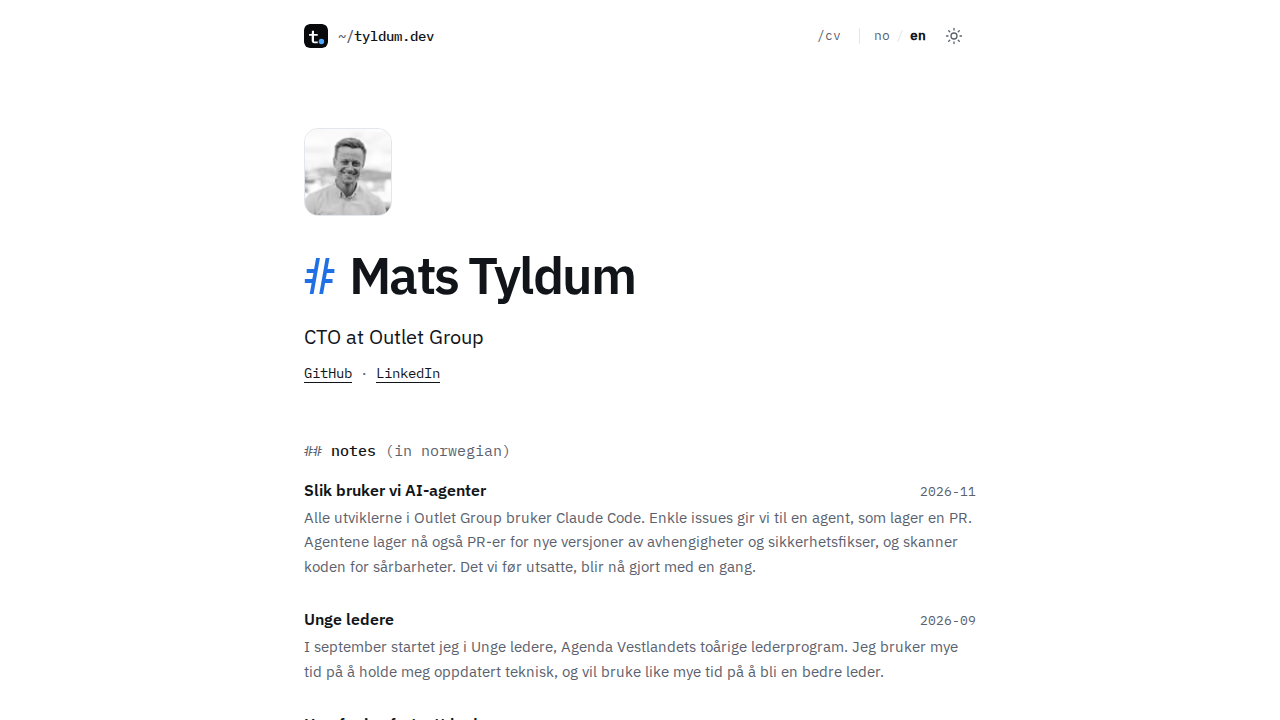 t. ~/tyldum.dev /cv no / en
# Mats Tyldum
CTO at Outlet Group
GitHub · LinkedIn
## notes (in norwegian)
Slik bruker vi AI-agenter 2026-11
Alle utviklerne i Outlet Group bruker Claude Code. Enkle issues gir vi til en agent, som lager en PR.
Agentene lager nå også PR-er for nye versjoner av avhengigheter og sikkerhetsfikser, og skanner
koden for sårbarheter. Det vi før utsatte, blir nå gjort med en gang.
Unge ledere 2026-09
I september startet jeg i Unge ledere, Agenda Vestlandets toårige lederprogram. Jeg bruker mye
tid på å holde meg oppdatert teknisk, og vil bruke like mye tid på å bli en bedre leder.